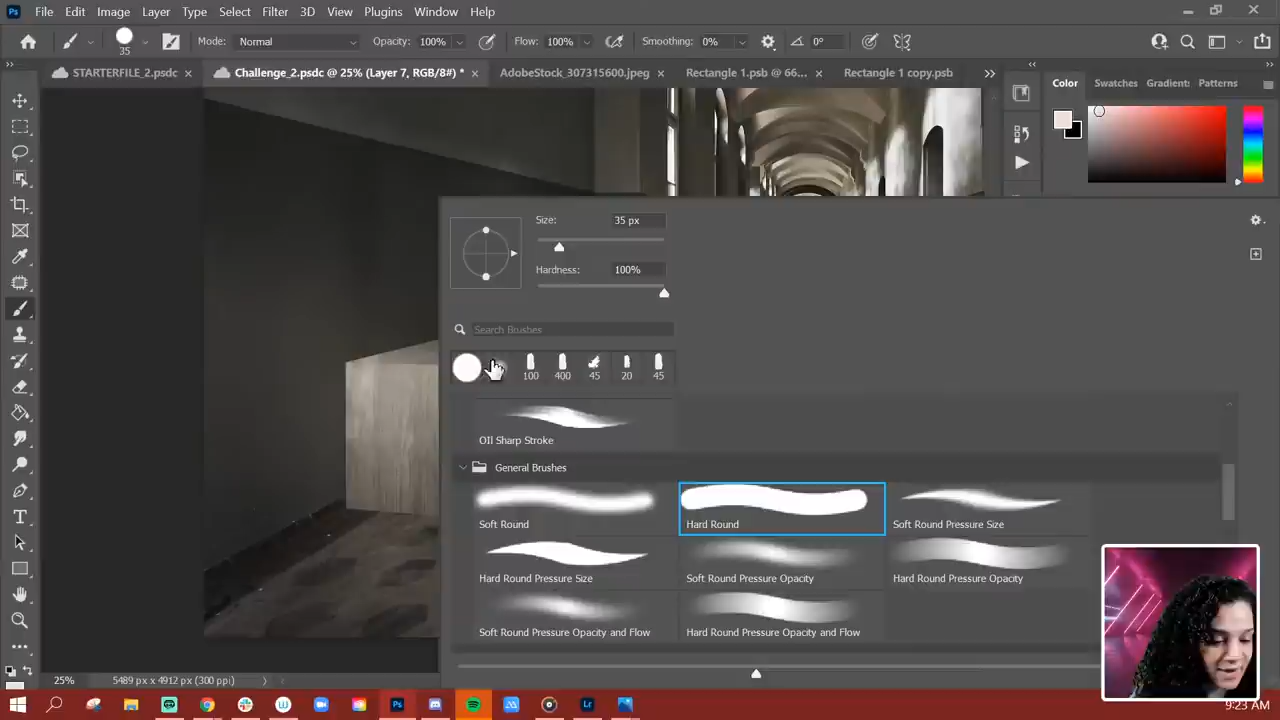 Ps File Edit Image Layer Type Select Filter 3D View Plugins Window Help
35 Mode: Normal Opacity: 100% Flow: 100% Smoothing: 0% 0°
STARTERFILE_2.psdc × Challenge_2.psdc @ 25% (Layer 7, RGB/8#) * × AdobeStock_307315600.jpeg × Rectangle 1.psb @ 66... × Rectangle 1 copy.psb
Color Swatches Gradient: Patterns
Size: 35 px
Hardness: 100%
Search Brushes
100 400 45 20 45
OIl Sharp Stroke
General Brushes
Soft Round Hard Round Soft Round Pressure Size
Hard Round Pressure Size Soft Round Pressure Opacity Hard Round Pressure Opacity
Soft Round Pressure Opacity and Flow Hard Round Pressure Opacity and Flow
25% 5489 px x 4912 px (300 ppi)
9:23 AM